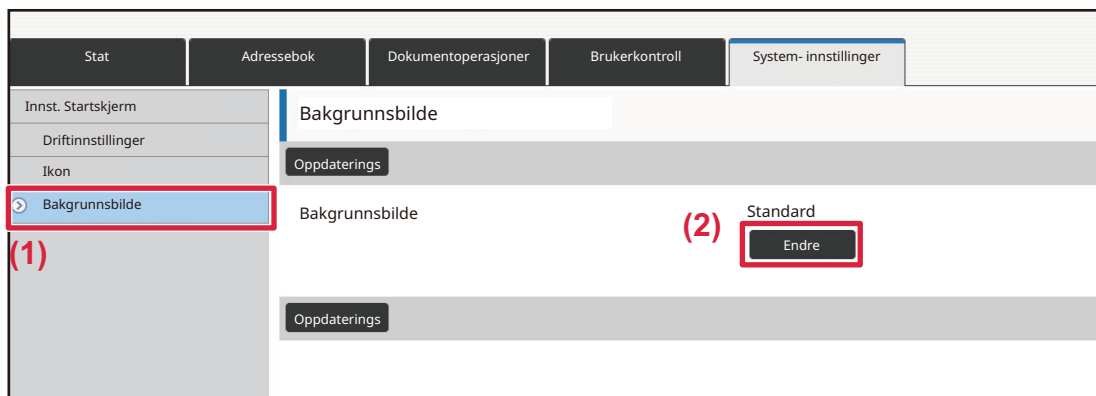 Stat
Adressebok
Dokumentoperasjoner
Brukerkontroll
System- innstillinger
Innst. Startskjerm
Driftinnstillinger
Ikon
Bakgrunnsbilde
(1)
Bakgrunnsbilde
Oppdaterings
Bakgrunnsbilde
(2)
Standard
Endre
Oppdaterings